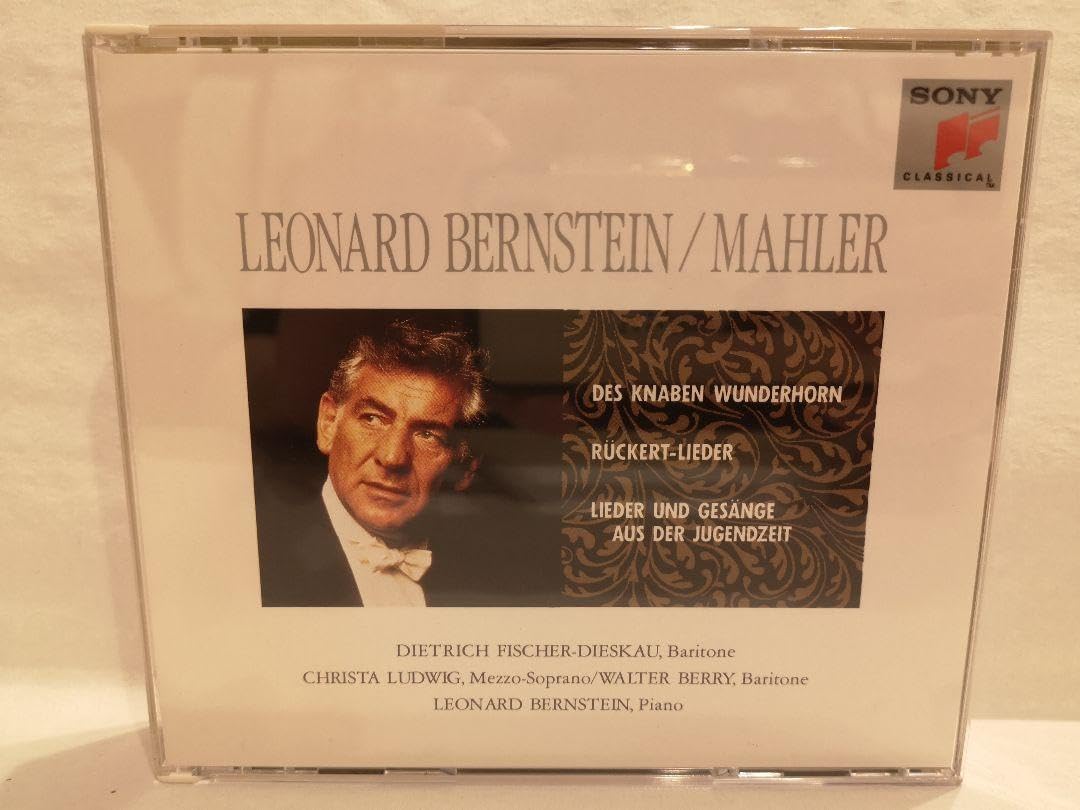 SONY
CLASSICAL™
LEONARD BERNSTEIN/MAHLER
DES KNABEN WUNDERHORN
RÜCKERT-LIEDER
LIEDER UND GESÄNGE
AUS DER JUGENDZEIT
DIETRICH FISCHER-DIESKAU, Baritone
CHRISTA LUDWIG, Mezzo-Soprano/WALTER BERRY, Baritone
LEONARD BERNSTEIN, Piano